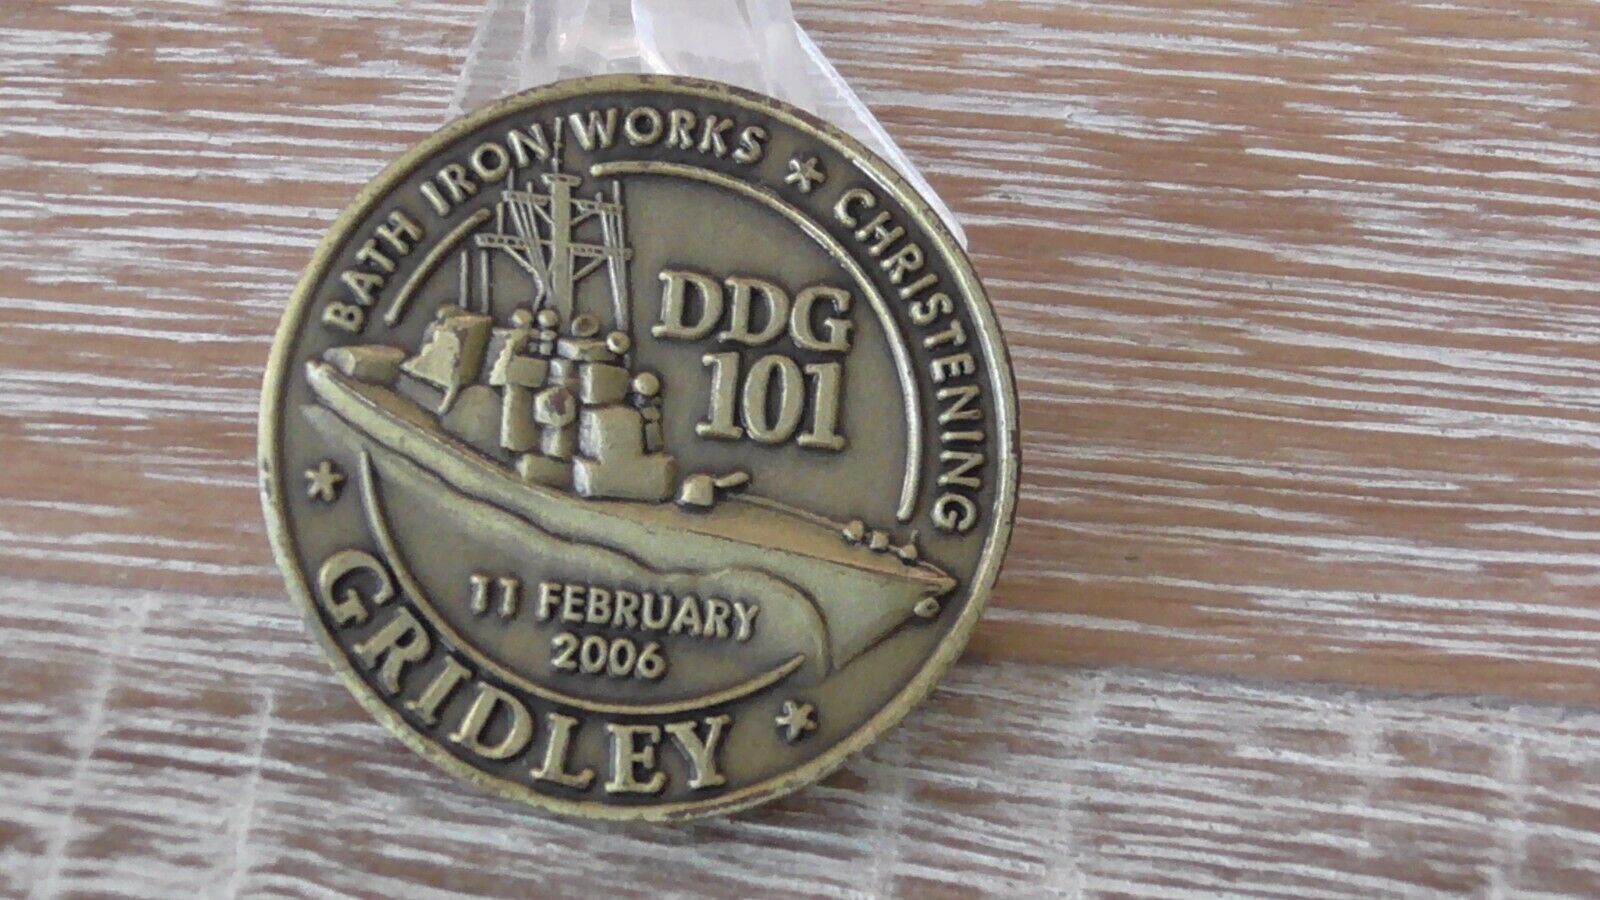 BATH IRON WORKS * CHRISTENING
DDG
101
11 FEBRUARY
2006
* GRIDLEY *